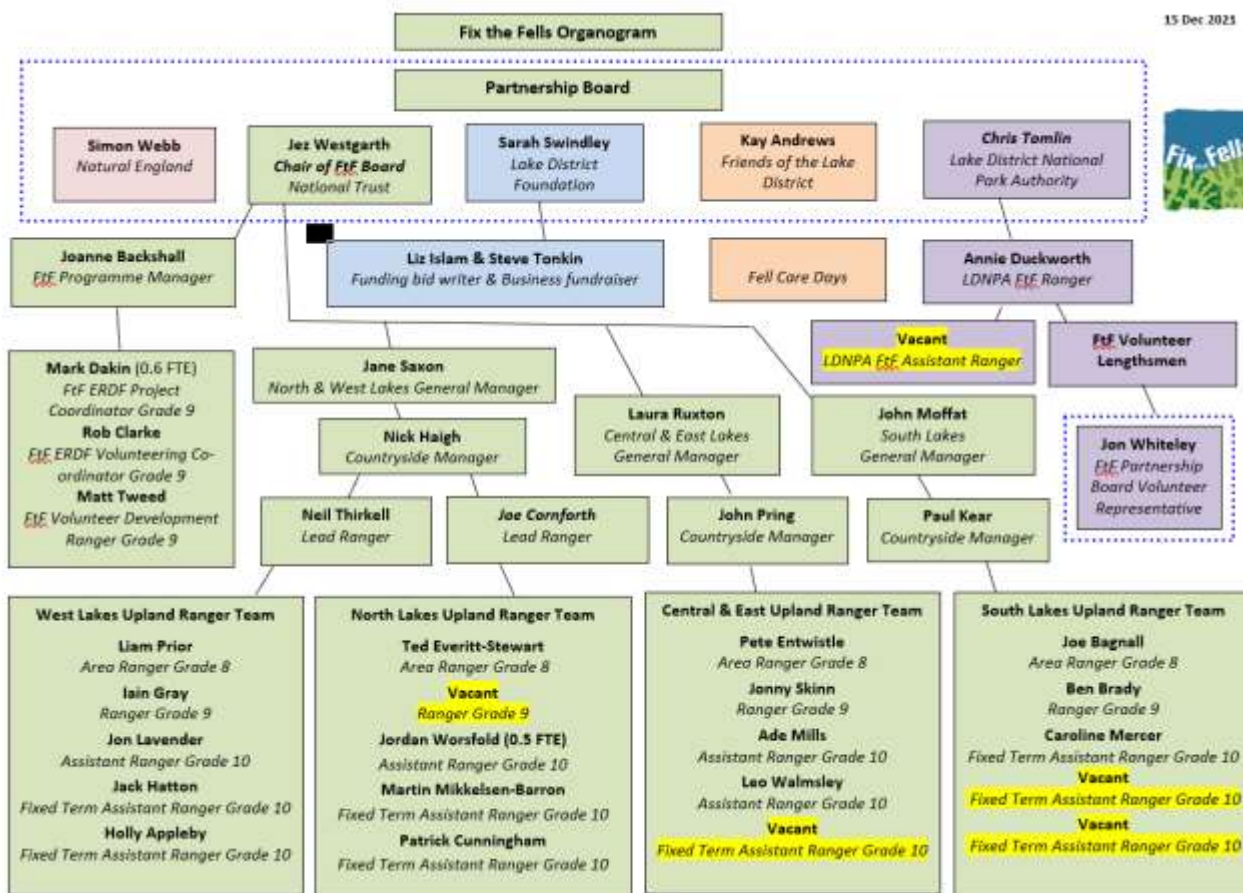 Fix the Fells Organogram
15 Dec 2021
Partnership Board
Simon Webb
Natural England
Jez Westgarth
Chair of FtF Board
National Trust
Sarah Swindley
Lake District
Foundation
Kay Andrews
Friends of the Lake
District
Chris Tomlin
Lake District National
Park Authority
Fix the Fells
Joanne Backshall
FtF Programme Manager
Liz Islam & Steve Tonkin
Funding bid writer & Business fundraiser
Fell Care Days
Annie Duckworth
LDNPA FtF Ranger
Vacant
LDNPA FtF Assistant Ranger
FtF Volunteer
Lengthsmen
Mark Dakin (0.6 FTE)
FtF ERDF Project
Coordinator Grade 9
Rob Clarke
FtF ERDF Volunteering Co-
ordinator Grade 9
Matt Tweed
FtF Volunteer Development
Ranger Grade 9
Jane Saxon
North & West Lakes General Manager
Laura Ruxton
Central & East Lakes
General Manager
John Moffat
South Lakes
General Manager
Jon Whiteley
FtF Partnership
Board Volunteer
Representative
Nick Haigh
Countryside Manager
Neil Thirkell
Lead Ranger
Joe Cornforth
Lead Ranger
John Pring
Countryside Manager
Paul Kear
Countryside Manager
West Lakes Upland Ranger Team
Liam Prior
Area Ranger Grade 8
Iain Gray
Ranger Grade 9
Jon Lavender
Assistant Ranger Grade 10
Jack Hatton
Fixed Term Assistant Ranger Grade 10
Holly Appleby
Fixed Term Assistant Ranger Grade 10
North Lakes Upland Ranger Team
Ted Everitt-Stewart
Area Ranger Grade 8
Vacant
Ranger Grade 9
Jordan Worsfold (0.5 FTE)
Assistant Ranger Grade 10
Martin Mikkelsen-Barron
Fixed Term Assistant Ranger Grade 10
Patrick Cunningham
Fixed Term Assistant Ranger Grade 10
Central & East Upland Ranger Team
Pete Entwistle
Area Ranger Grade 8
Jonny Skinn
Ranger Grade 9
Ade Mills
Assistant Ranger Grade 10
Leo Walmsley
Assistant Ranger Grade 10
Vacant
Fixed Term Assistant Ranger Grade 10
South Lakes Upland Ranger Team
Joe Bagnall
Area Ranger Grade 8
Ben Brady
Ranger Grade 9
Caroline Mercer
Fixed Term Assistant Ranger Grade 10
Vacant
Fixed Term Assistant Ranger Grade 10
Vacant
Fixed Term Assistant Ranger Grade 10